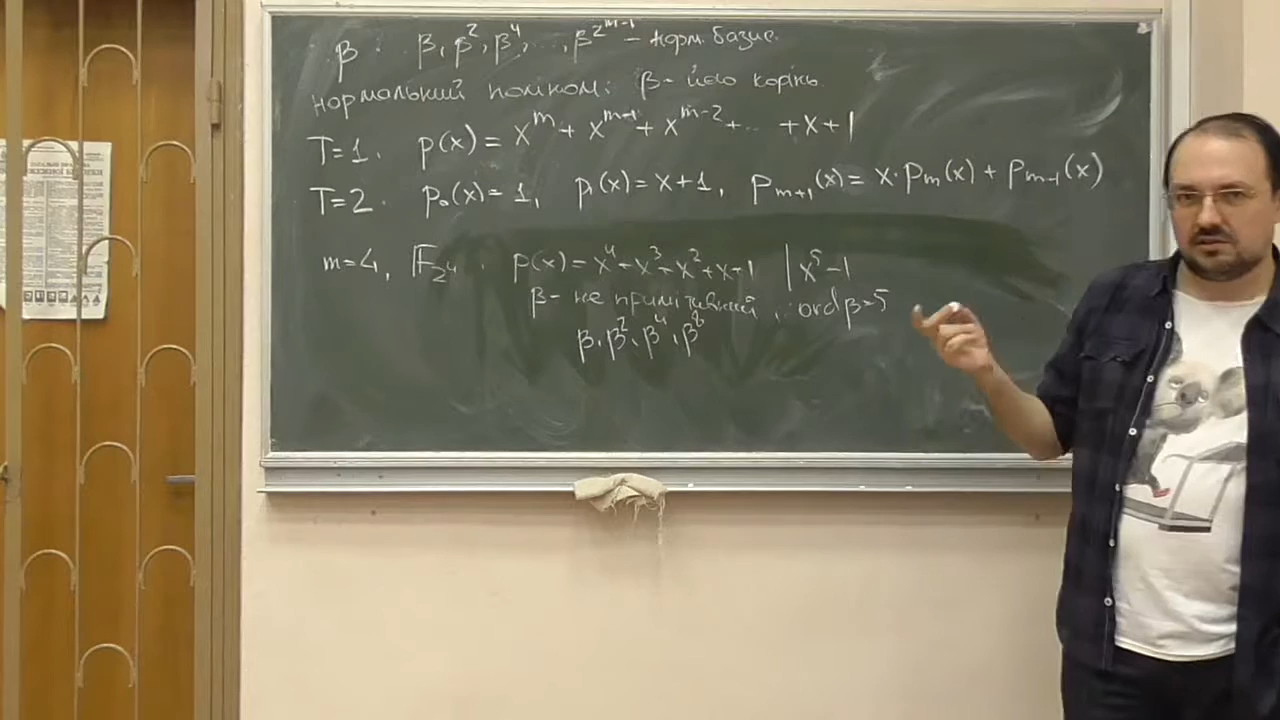 β : β, β², β⁴, ..., β^{2^{m-1}} – норм. базис.
нормальний поліном: β – його корінь.
T=1. p(x) = x^m + x^{m-1} + x^{m-2} + ... + x + 1
T=2. p₀(x) = 1, p₁(x) = x+1, p_{m+1}(x) = x·p_m(x) + p_{m-1}(x)
m=4, F_{2⁴}. p(x) = x⁴+x³+x²+x+1 | x⁵-1
β – не примітивний, : ord β=5
β, β², β⁴, β⁸